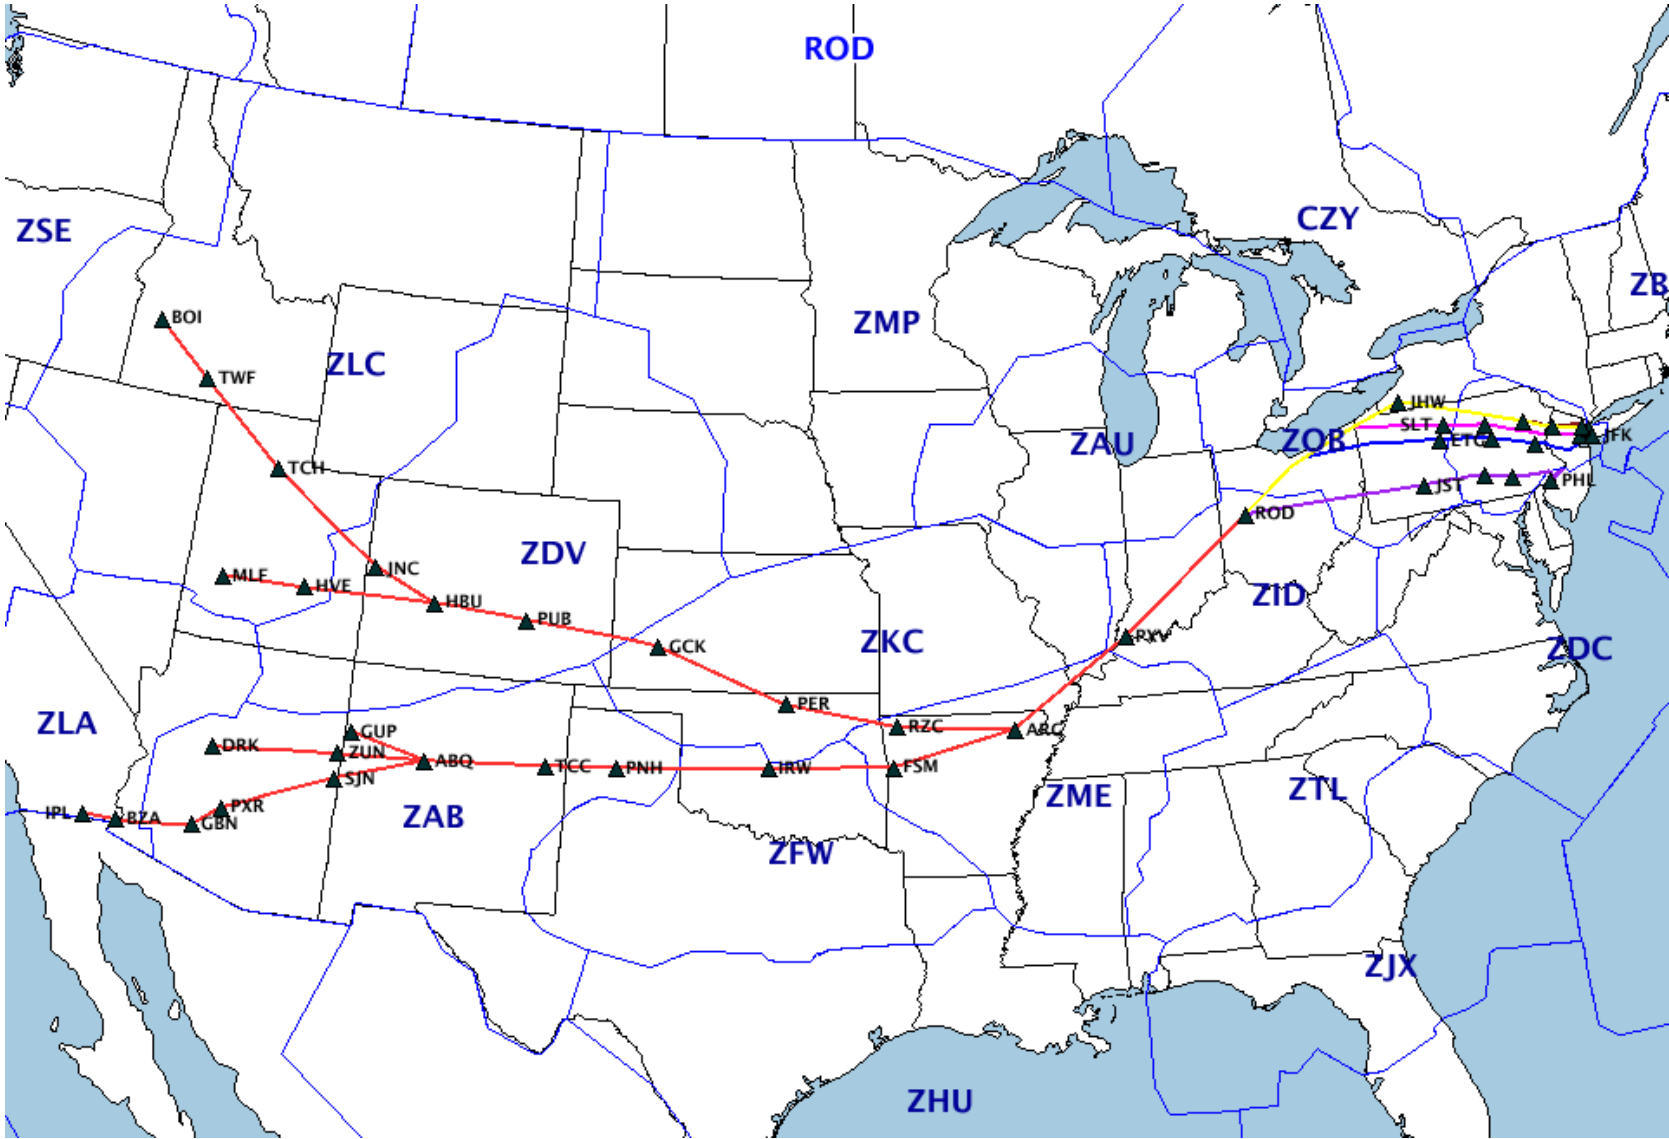 ROD
CZY
ZSE
ZB
BOI
ZMP
ZLC
TWF
JHW
SLT
ZAU
ZOB
ETG
JFK
TCH
JST
PHL
ROD
ZDV
JNC
MLF
HVE
HBU
ZID
PUB
PXV
ZKC
GCK
ZDC
PER
ZLA
GUP
RZC
ARG
DRK
ZUN
ABQ
TCC
PNH
IRW
FSM
SJN
ZTL
ZME
PXR
IPL
BZA
GBN
ZAB
ZFW
ZJX
ZHU